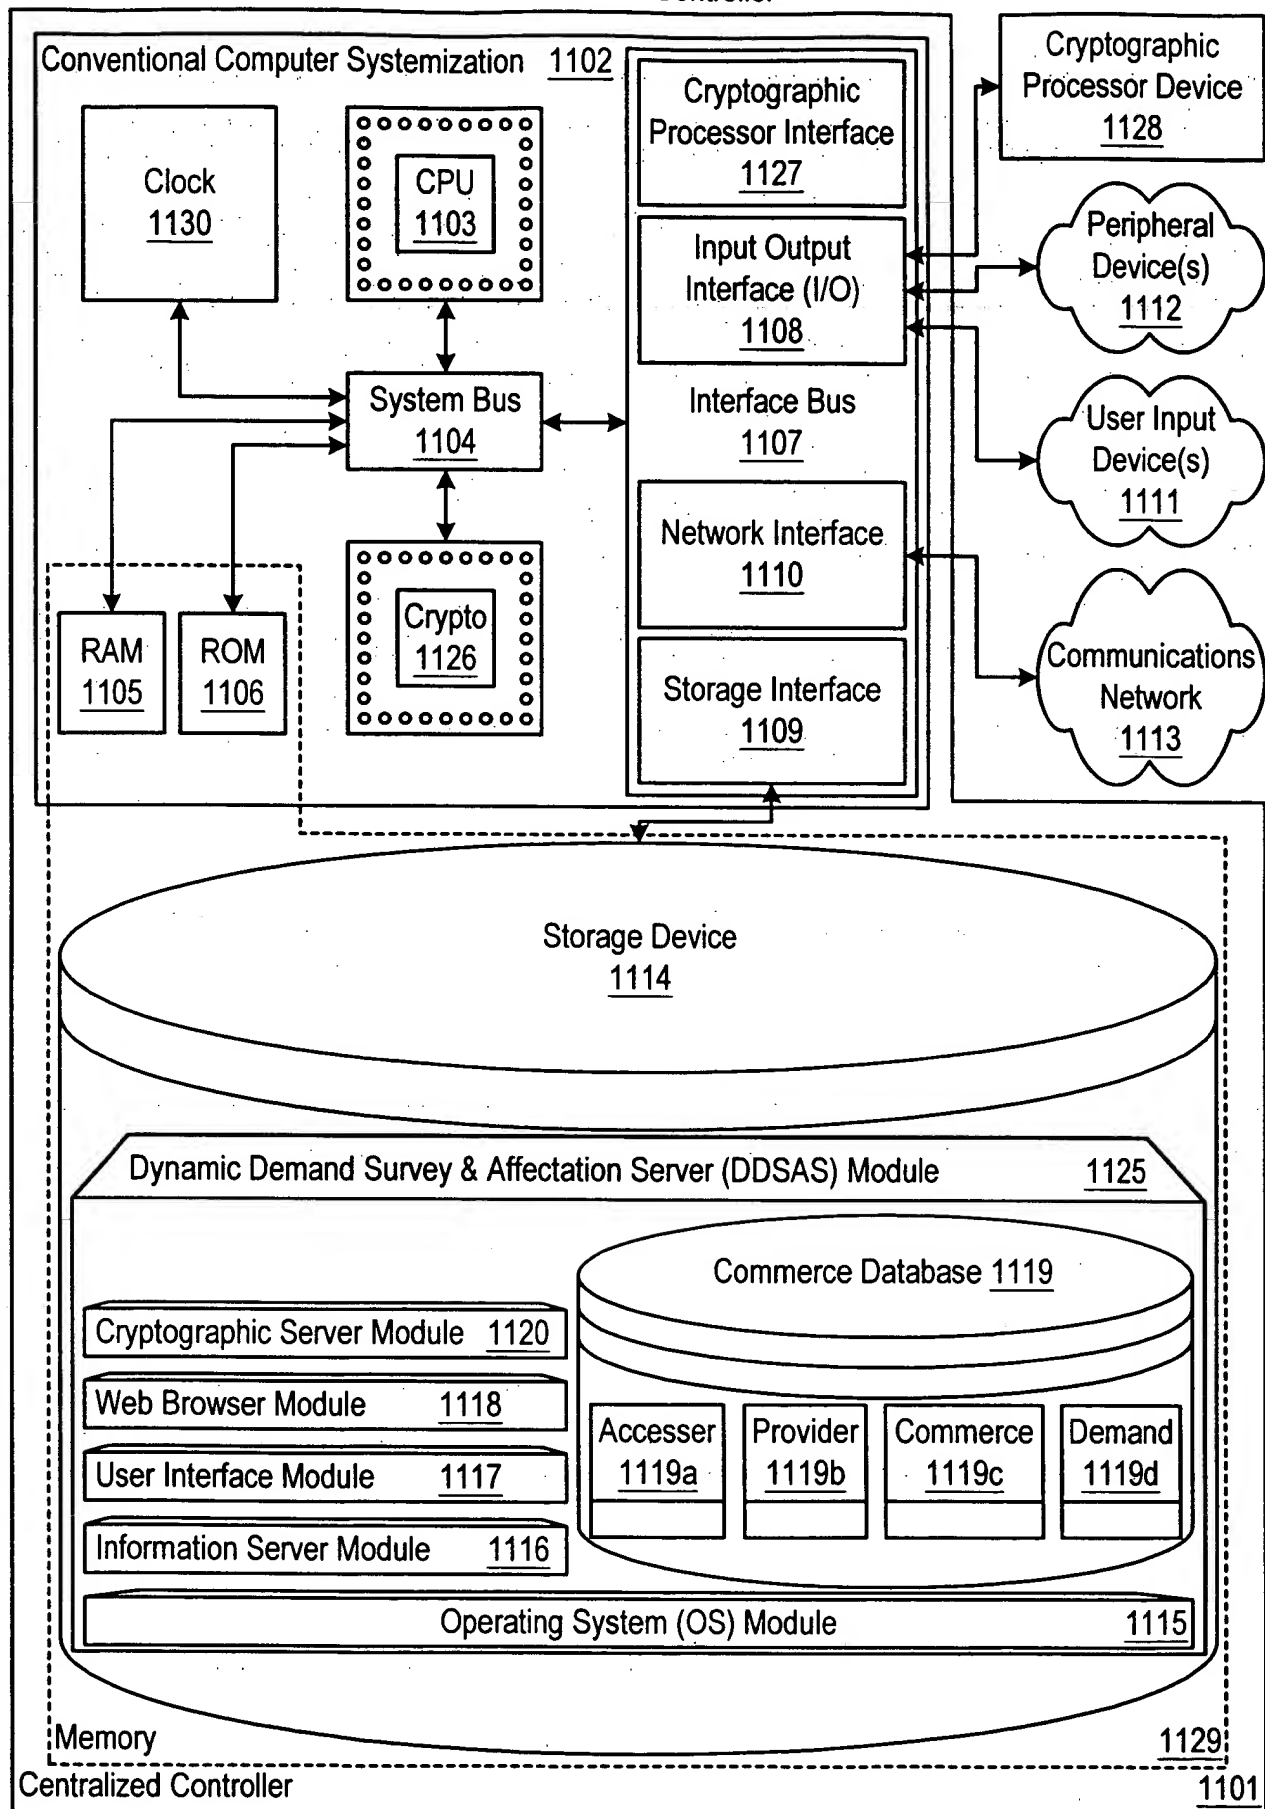 Controller
Conventional Computer Systemization 1102
Clock
1130
CPU
1103
Cryptographic
Processor Interface
1127
Cryptographic
Processor Device
1128
Input Output
Interface (I/O)
1108
Peripheral
Device(s)
1112
System Bus
1104
Interface Bus
1107
User Input
Device(s)
1111
Network Interface
1110
RAM
1105
ROM
1106
Crypto
1126
Storage Interface
1109
Communications
Network
1113
Storage Device
1114
Dynamic Demand Survey & Affectation Server (DDSAS) Module 1125
Commerce Database 1119
Cryptographic Server Module 1120
Web Browser Module 1118
User Interface Module 1117
Information Server Module 1116
Accesser
1119a
Provider
1119b
Commerce
1119c
Demand
1119d
Operating System (OS) Module 1115
Memory 1129
Centralized Controller 1101